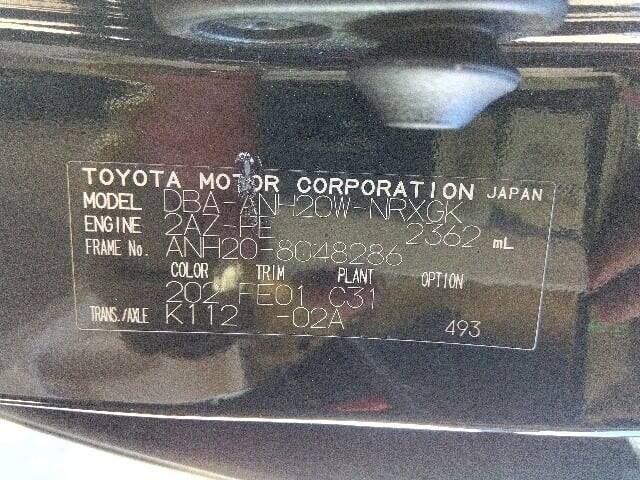 TOYOTA MOTOR CORPORATION JAPAN
MODEL DBA-ANH20W-NRXGK
ENGINE 2AZ-FE 2362 mL
FRAME No. ANH20-8048286
COLOR TRIM PLANT OPTION
202 FE01 C31
TRANS./AXLE K112 -02A 493